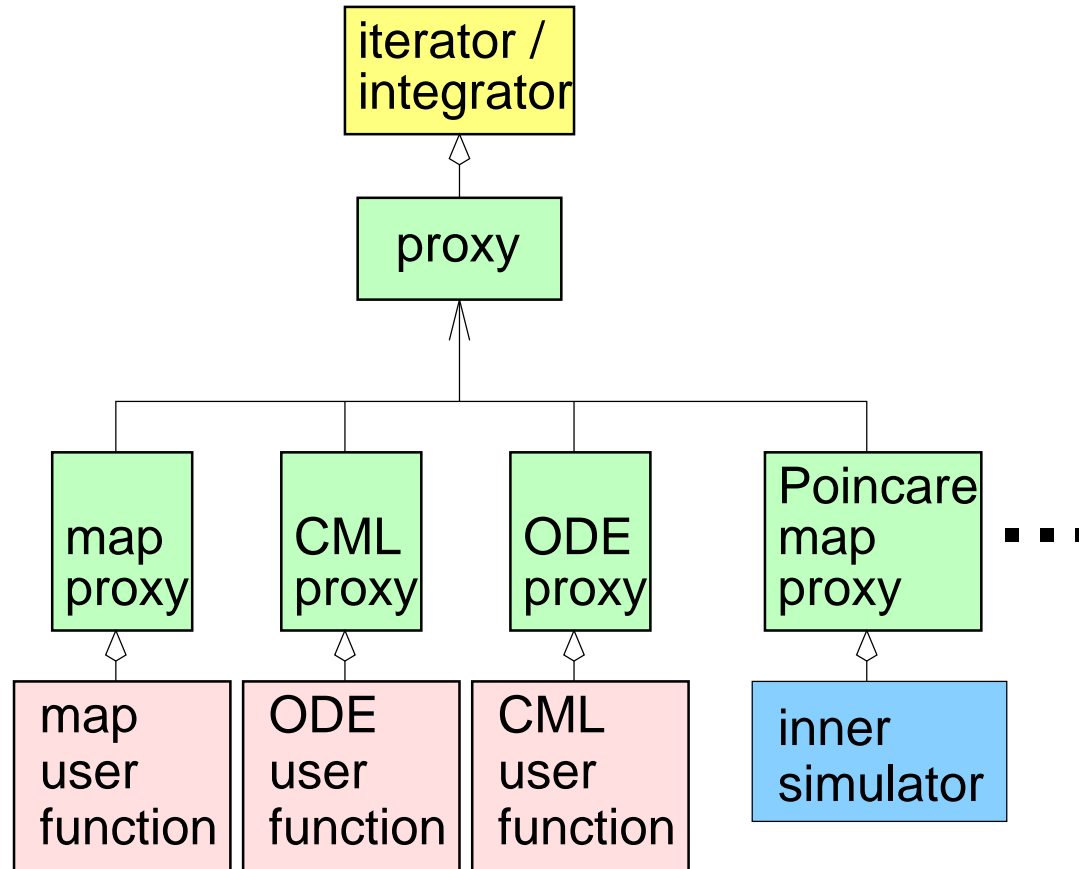 iterator /
integrator
proxy
map
proxy
CML
proxy
ODE
proxy
Poincare
map
proxy
map
user
function
ODE
user
function
CML
user
function
inner
simulator